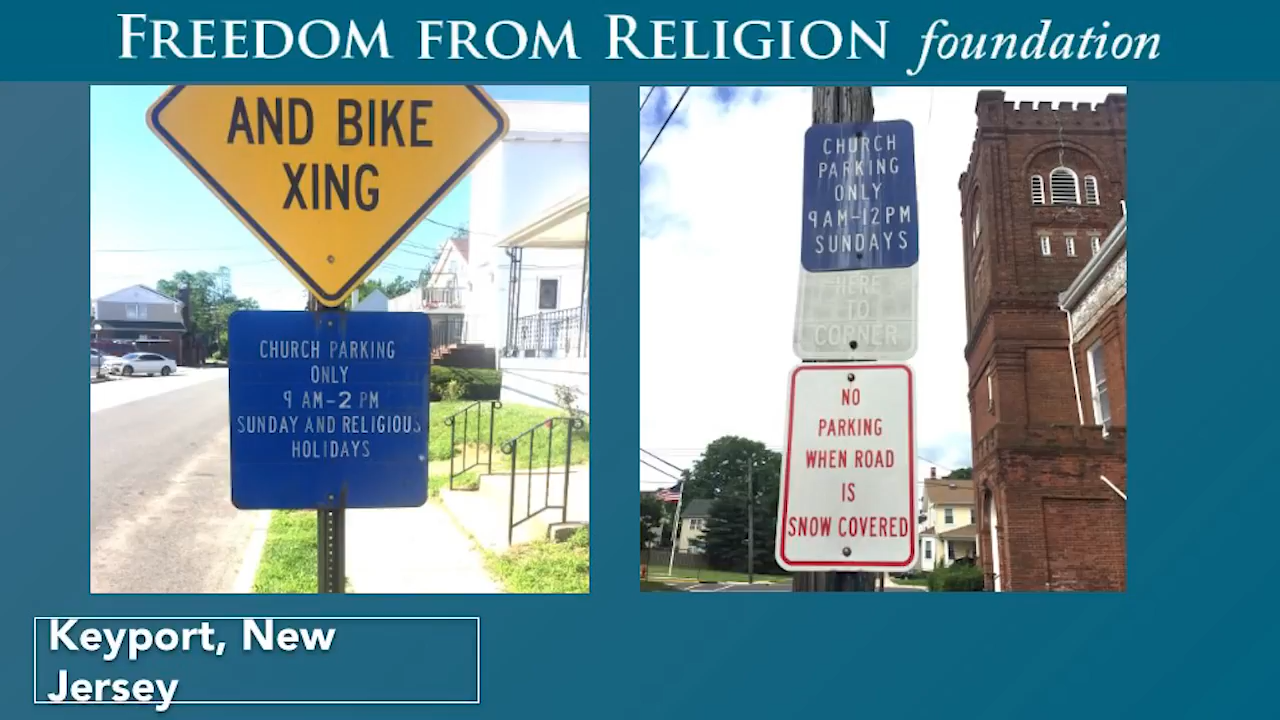 FREEDOM FROM RELIGION foundation
AND BIKE
XING
CHURCH PARKING
ONLY
9 AM-2 PM
SUNDAY AND RELIGIOUS
HOLIDAYS
CHURCH
PARKING
ONLY
9AM-12PM
SUNDAYS
HERE
TO
CORNER
NO
PARKING
WHEN ROAD
IS
SNOW COVERED
Keyport, New
Jersey